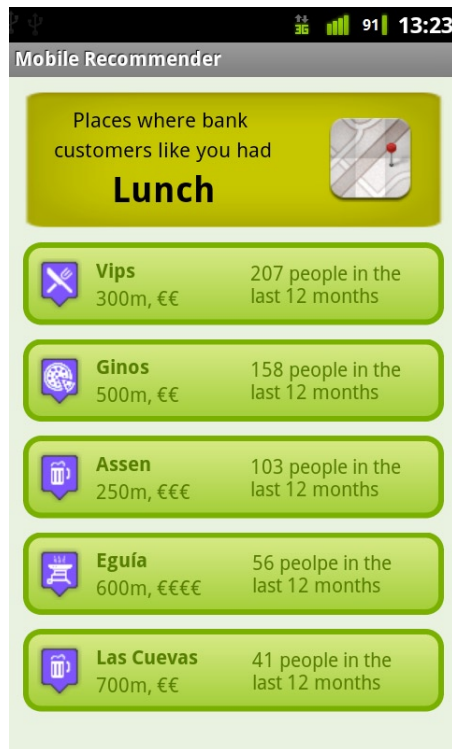 3G 91 13:23
Mobile Recommender
Places where bank
customers like you had
Lunch
Vips
300m, €€
207 people in the
last 12 months
Ginos
500m, €€
158 people in the
last 12 months
Assen
250m, €€€
103 people in the
last 12 months
Eguía
600m, €€€€
56 peolpe in the
last 12 months
Las Cuevas
700m, €€
41 people in the
last 12 months